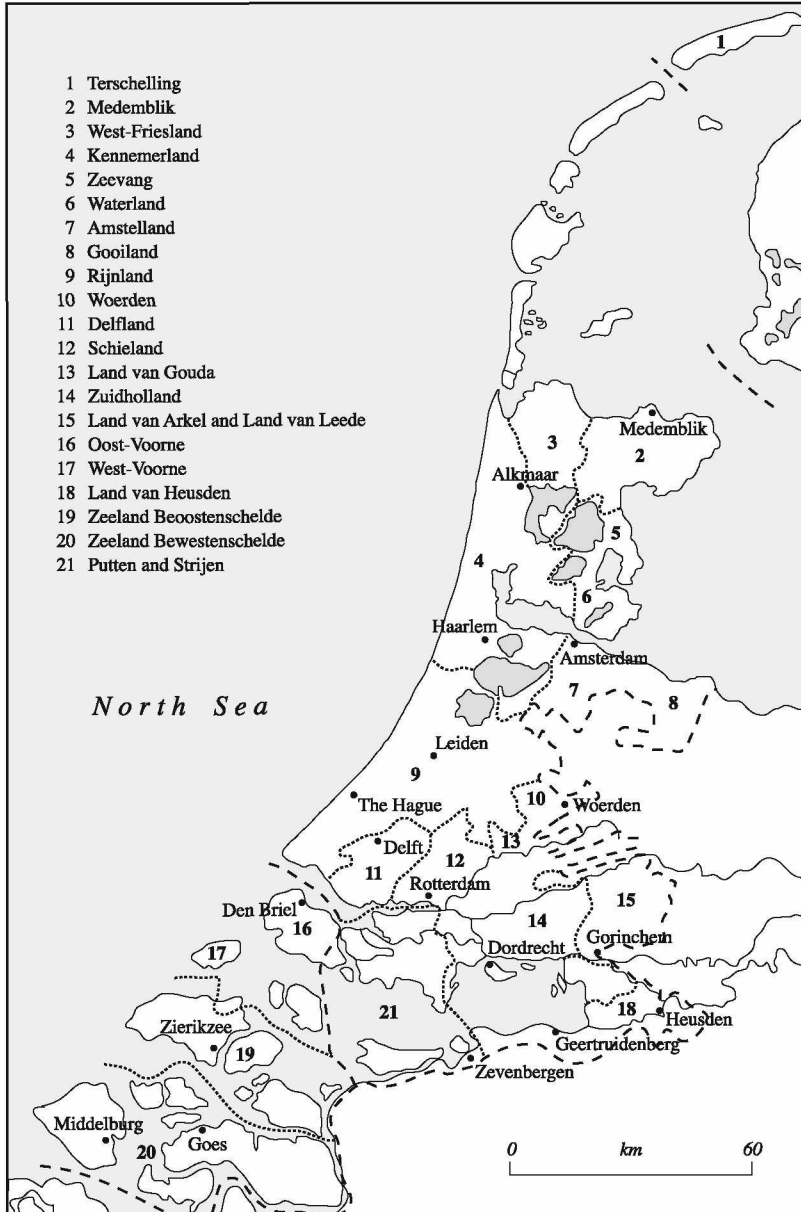 1 Terschelling
2 Medemblik
3 West-Friesland
4 Kennemerland
5 Zeevang
6 Waterland
7 Amstelland
8 Gooiland
9 Rijnland
10 Woerden
11 Delfland
12 Schieland
13 Land van Gouda
14 Zuidholland
15 Land van Arkel and Land van Leede
16 Oost-Voorne
17 West-Voorne
18 Land van Heusden
19 Zeeland Beoostenschelde
20 Zeeland Bewestenschelde
21 Putten and Strijen
1
Medemblik
3
2
Alkmaar
5
4
6
Haarlem
Amsterdam
7
8
North Sea
Leiden
9
10
The Hague
Woerden
13
Delft
12
11
Rotterdam
15
Den Briel
14
16
Gorinchem
17
Dordrecht
21
18
Heusden
Zierikzee
19
Geertruidenberg
Zevenbergen
Middelburg
Goes
20
0 km 60